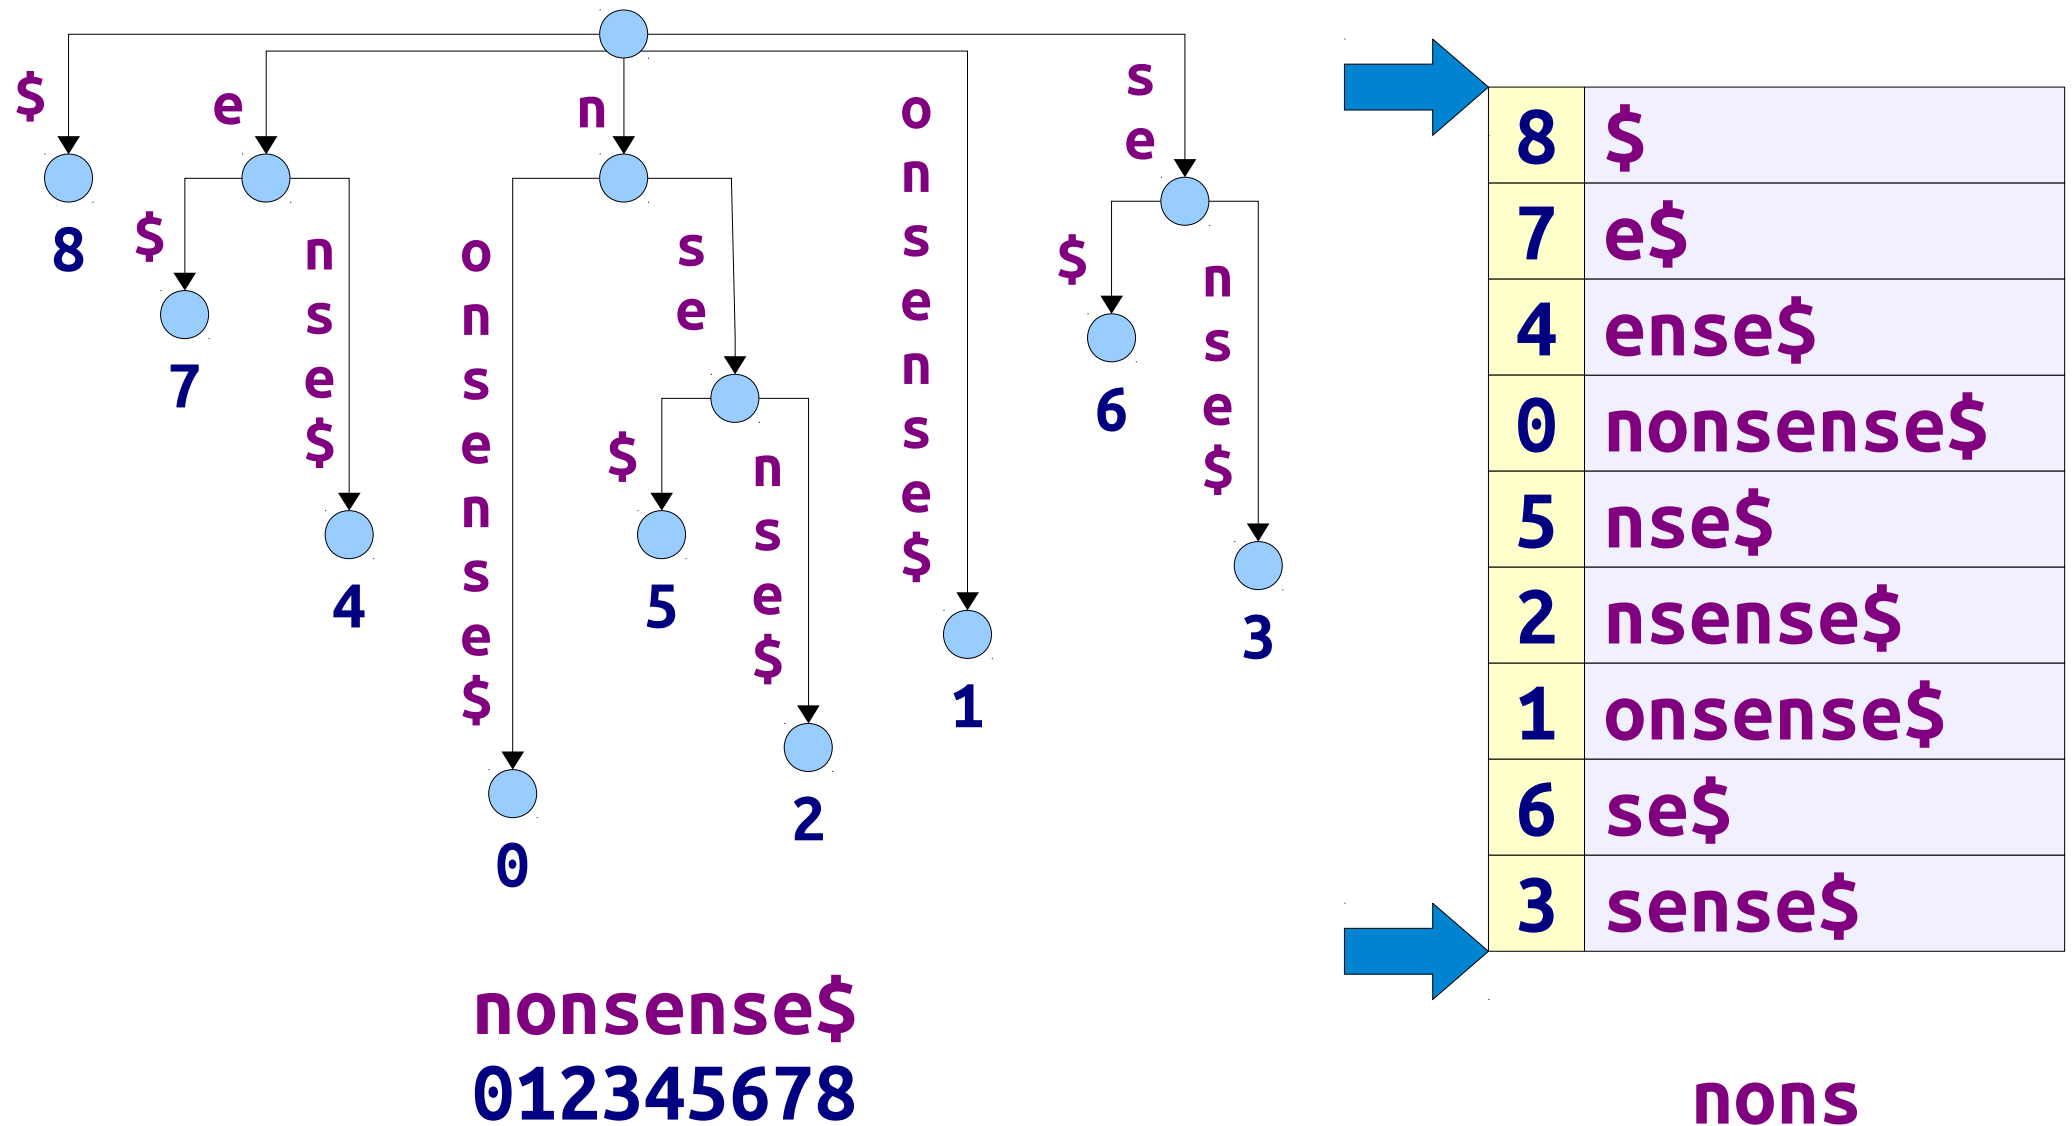 $
e
n
o
n
s
e
n
s
e
$
s
e
8
$
n
s
e
$
7
4
o
n
s
e
n
s
e
$
0
s
e
$
n
s
e
$
5
2
1
$
n
s
e
$
6
3
nonsense$
012345678
8 $
7 e$
4 ense$
0 nonsense$
5 nse$
2 nsense$
1 onsense$
6 se$
3 sense$
nons